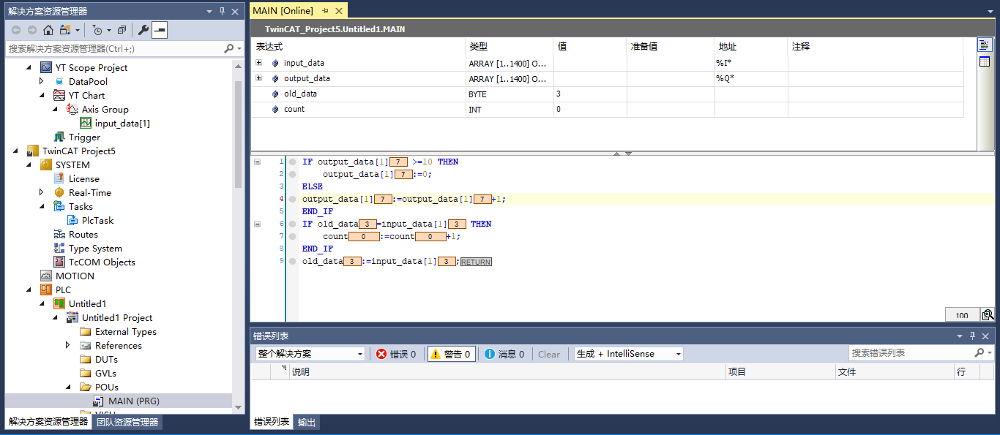 解决方案资源管理器
搜索解决方案资源管理器(Ctrl+;)
YT Scope Project
DataPool
YT Chart
Axis Group
input_data[1]
Trigger
TwinCAT Project5
SYSTEM
License
Real-Time
Tasks
PlcTask
Routes
Type System
TcCOM Objects
MOTION
PLC
Untitled1
Untitled1 Project
External Types
References
DUTs
GVLs
POUs
MAIN (PRG)
VISU
解决方案资源管理器 团队资源管理器
MAIN [Online]
TwinCAT_Project5.Untitled1.MAIN
表达式 类型 值 准备值 地址 注释
input_data ARRAY [1..1400] O... %I*
output_data ARRAY [1..1400] O... %Q*
old_data BYTE 3
count INT 0
1 IF output_data[1] 7 >=10 THEN
2 output_data[1] 7 :=0;
3 ELSE
4 output_data[1] 7 :=output_data[1] 7 +1;
5 END_IF
6 IF old_data 3 =input_data[1] 3 THEN
7 count 0 :=count 0 +1;
8 END_IF
9 old_data 3 :=input_data[1] 3 ;RETURN
100
错误列表
整个解决方案 错误 0 警告 0 消息 0 Clear 生成 + IntelliSense 搜索错误列表
说明 项目 文件 行
错误列表 输出